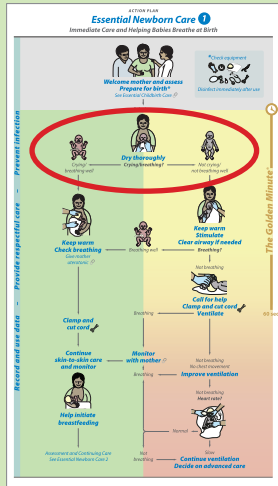 ACTION PLAN
Essential Newborn Care 1
Immediate Care and Helping Babies Breathe at Birth
Welcome mother and assess
Prepare for birth*
See Essential Childbirth Care
*Check equipment
Disinfect immediately after use
Dry thoroughly
Crying/breathing?
Crying/
breathing well
Not crying/
not breathing well
Keep warm
Check breathing
Give mother
uterotonic
Breathing well
Keep warm
Stimulate
Clear airway if needed
Breathing?
Not breathing
Call for help
Clamp and cut cord
Ventilate
Breathing
Clamp and
cut cord
Continue
skin-to-skin care
and monitor
Monitor
with mother
Not breathing
No chest movement
Breathing
Improve ventilation
Not breathing
Heart rate?
Help initiate
breastfeeding
Normal
Slow
Not
breathing
Continue ventilation
Decide on advanced care
Assessment and Continuing Care
See Essential Newborn Care 2
Prevent infection
Provide respectful care
Record and use data
The Golden Minute
60 sec